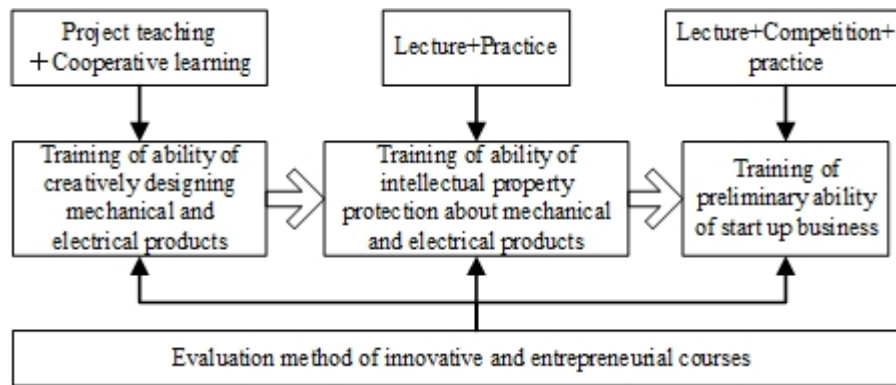 Project teaching
+Cooperative learning
Lecture+Practice
Lecture+Competition+
practice
Training of ability of
creatively designing
mechanical and
electrical products
Training of ability of
intellectual property
protection about mechanical
and electrical products
Training of
preliminary ability
of start up business
Evaluation method of innovative and entrepreneurial courses